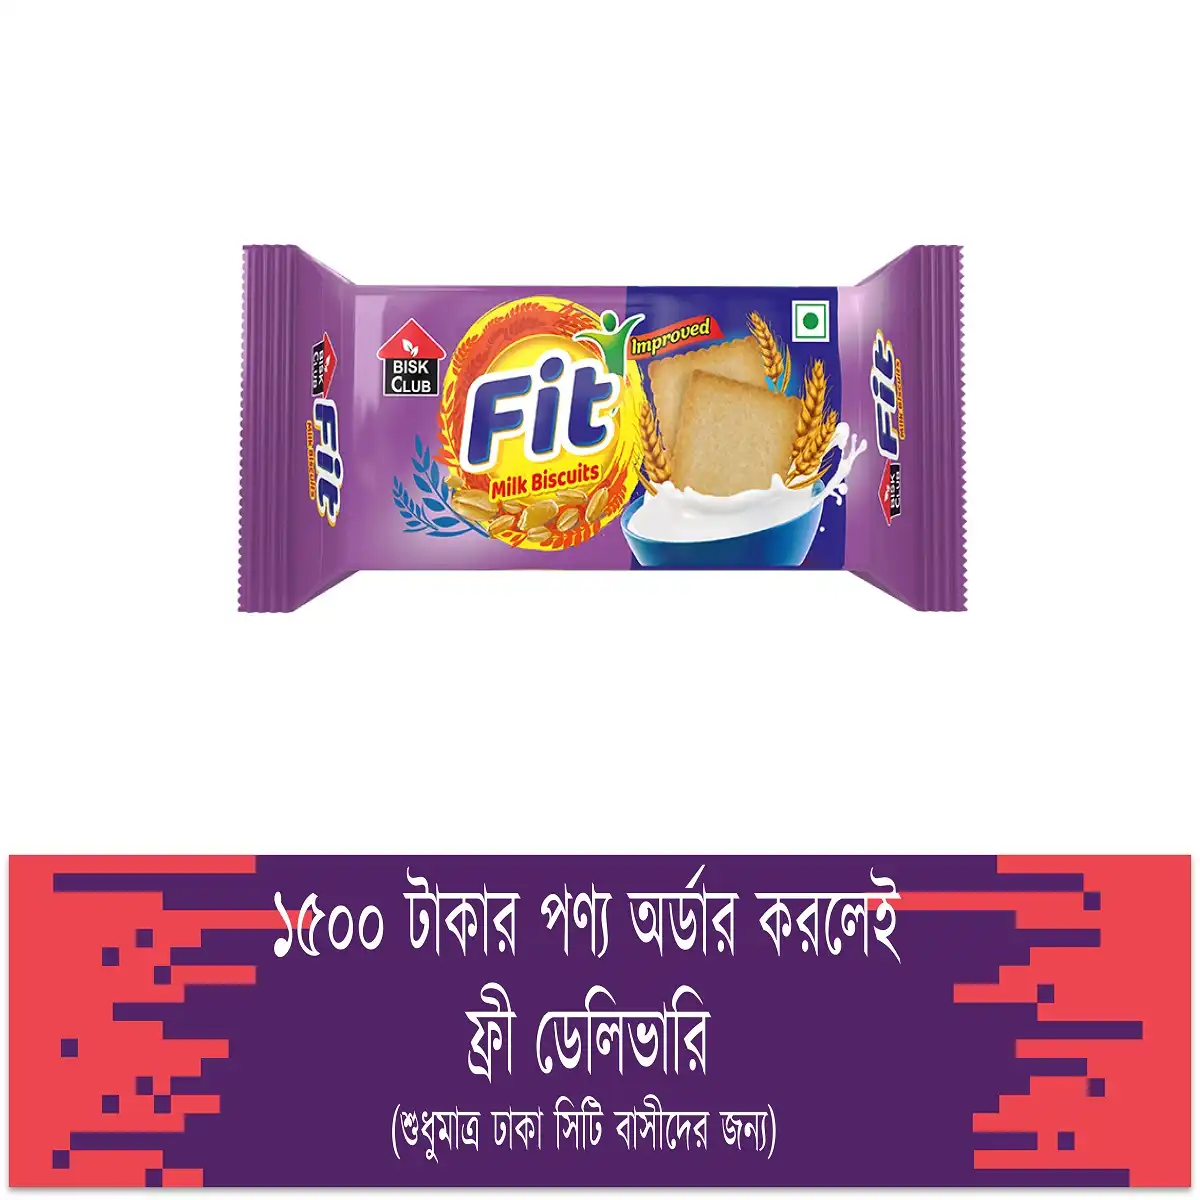 BISK
CLUB
Fit
Milk Biscuits
Improved
BISK
CLUB
Fit
Milk Biscuits
Fit
Milk Biscuits
BISK
CLUB
১৫০০ টাকার পণ্য অর্ডার করলেই
ফ্রী ডেলিভারি
(শুধুমাত্র ঢাকা সিটি বাসীদের জন্য)